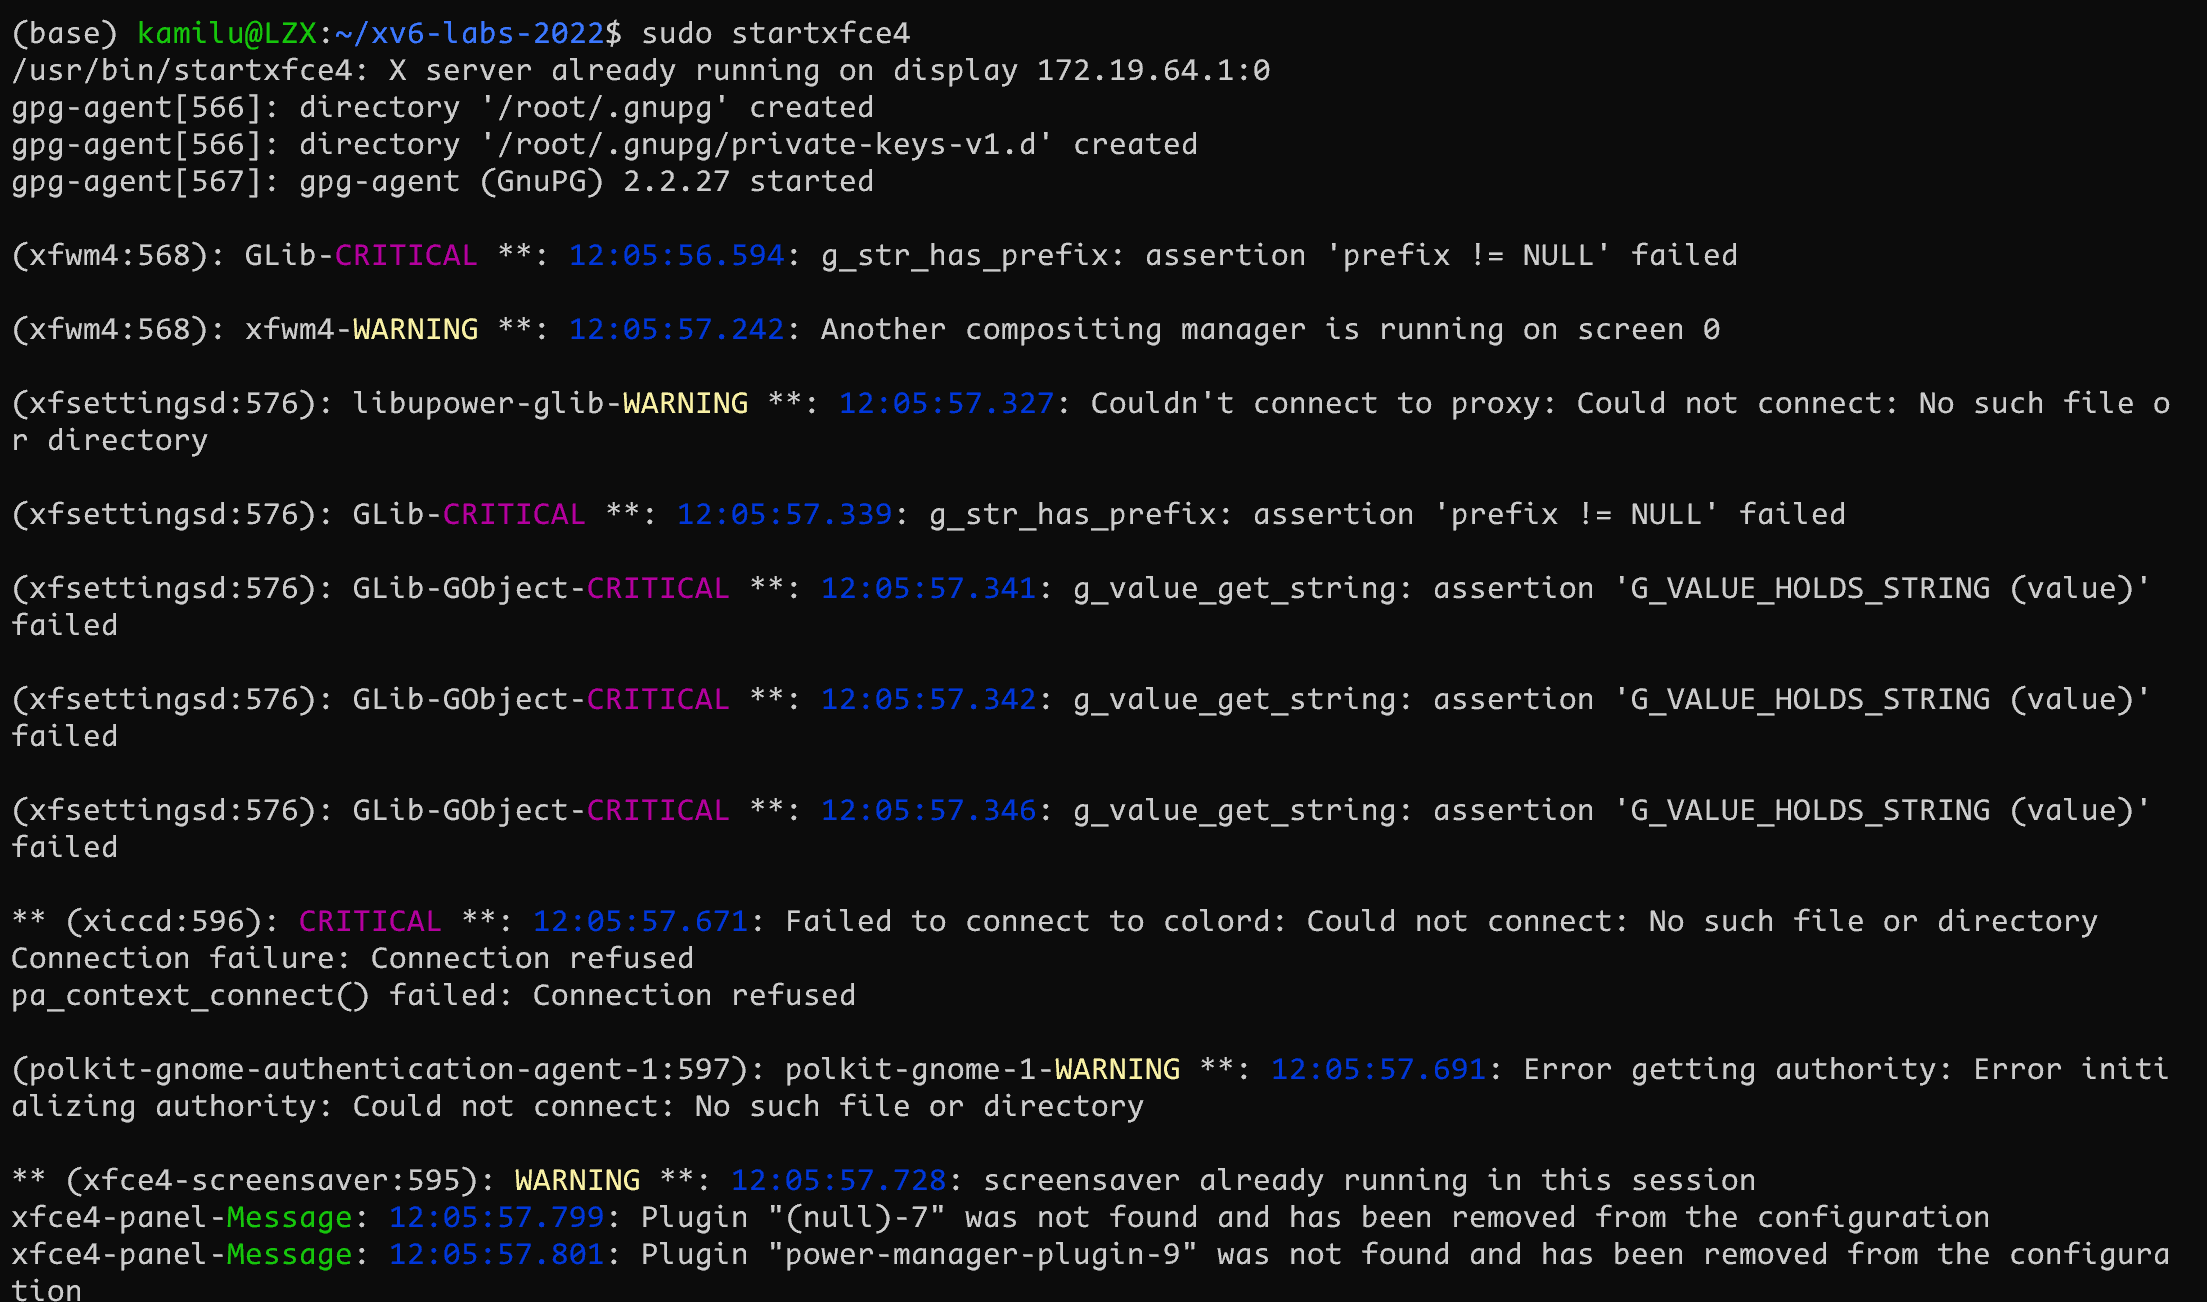 (base) kamilu@LZX:~/xv6-labs-2022$ sudo startxfce4
/usr/bin/startxfce4: X server already running on display 172.19.64.1:0
gpg-agent[566]: directory '/root/.gnupg' created
gpg-agent[566]: directory '/root/.gnupg/private-keys-v1.d' created
gpg-agent[567]: gpg-agent (GnuPG) 2.2.27 started
(xfwm4:568): GLib-CRITICAL **: 12:05:56.594: g_str_has_prefix: assertion 'prefix != NULL' failed
(xfwm4:568): xfwm4-WARNING **: 12:05:57.242: Another compositing manager is running on screen 0
(xfsettingsd:576): libupower-glib-WARNING **: 12:05:57.327: Couldn't connect to proxy: Could not connect: No such file o
r directory
(xfsettingsd:576): GLib-CRITICAL **: 12:05:57.339: g_str_has_prefix: assertion 'prefix != NULL' failed
(xfsettingsd:576): GLib-GObject-CRITICAL **: 12:05:57.341: g_value_get_string: assertion 'G_VALUE_HOLDS_STRING (value)'
failed
(xfsettingsd:576): GLib-GObject-CRITICAL **: 12:05:57.342: g_value_get_string: assertion 'G_VALUE_HOLDS_STRING (value)'
failed
(xfsettingsd:576): GLib-GObject-CRITICAL **: 12:05:57.346: g_value_get_string: assertion 'G_VALUE_HOLDS_STRING (value)'
failed
** (xiccd:596): CRITICAL **: 12:05:57.671: Failed to connect to colord: Could not connect: No such file or directory
Connection failure: Connection refused
pa_context_connect() failed: Connection refused
(polkit-gnome-authentication-agent-1:597): polkit-gnome-1-WARNING **: 12:05:57.691: Error getting authority: Error initi
alizing authority: Could not connect: No such file or directory
** (xfce4-screensaver:595): WARNING **: 12:05:57.728: screensaver already running in this session
xfce4-panel-Message: 12:05:57.799: Plugin "(null)-7" was not found and has been removed from the configuration
xfce4-panel-Message: 12:05:57.801: Plugin "power-manager-plugin-9" was not found and has been removed from the configura
tion